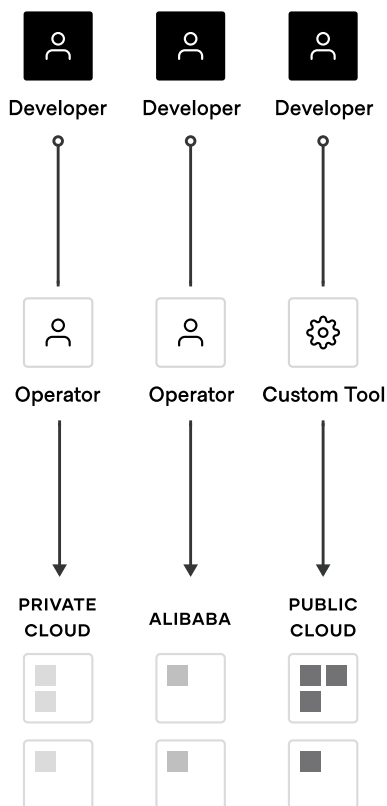 Developer
Developer
Developer
Operator
Operator
Custom Tool
PRIVATE
CLOUD
ALIBABA
PUBLIC
CLOUD